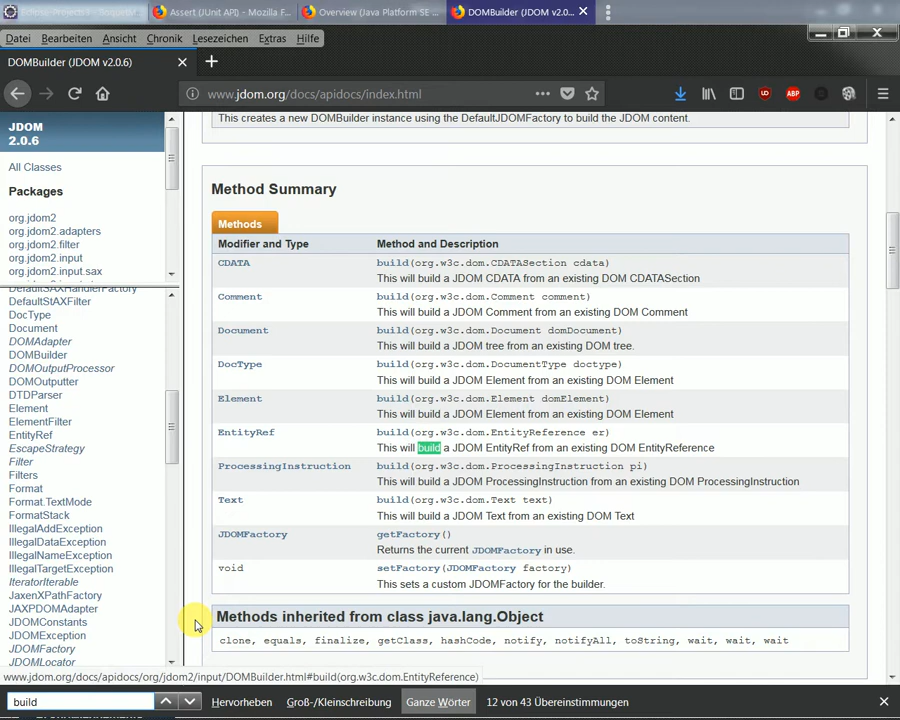 Eclipse-Projects
Assert (JUnit API) - Mozilla F...
Overview (Java Platform SE ...
DOMBuilder (JDOM v2.0...
Datei Bearbeiten Ansicht Chronik Lesezeichen Extras Hilfe
DOMBuilder (JDOM v2.0.6)
www.jdom.org/docs/apidocs/index.html
This creates a new DOMBuilder instance using the DefaultJDOMFactory to build the JDOM content.
JDOM
2.0.6
All Classes
Packages
org.jdom2
org.jdom2.adapters
org.jdom2.filter
org.jdom2.input
org.jdom2.input.sax
DefaultSAXHandlerFactory
DefaultStAXFilter
DocType
Document
DOMAdapter
DOMBuilder
DOMOutputProcessor
DOMOutputter
DTDParser
Element
ElementFilter
EntityRef
EscapeStrategy
Filter
Filters
Format
Format.TextMode
FormatStack
IllegalAddException
IllegalDataException
IllegalNameException
IllegalTargetException
IteratorIterable
JaxenXPathFactory
JAXPDOMAdapter
JDOMConstants
JDOMException
JDOMFactory
JDOMLocator
Method Summary
Methods
Modifier and Type Method and Description
CDATA build(org.w3c.dom.CDATASection cdata)
This will build a JDOM CDATA from an existing DOM CDATASection
Comment build(org.w3c.dom.Comment comment)
This will build a JDOM Comment from an existing DOM Comment
Document build(org.w3c.dom.Document domDocument)
This will build a JDOM tree from an existing DOM tree.
DocType build(org.w3c.dom.DocumentType doctype)
This will build a JDOM Element from an existing DOM Element
Element build(org.w3c.dom.Element domElement)
This will build a JDOM Element from an existing DOM Element
EntityRef build(org.w3c.dom.EntityReference er)
This will build a JDOM EntityRef from an existing DOM EntityReference
ProcessingInstruction build(org.w3c.dom.ProcessingInstruction pi)
This will build a JDOM ProcessingInstruction from an existing DOM ProcessingInstruction
Text build(org.w3c.dom.Text text)
This will build a JDOM Text from an existing DOM Text
JDOMFactory getFactory()
Returns the current JDOMFactory in use.
void setFactory(JDOMFactory factory)
This sets a custom JDOMFactory for the builder.
Methods inherited from class java.lang.Object
clone, equals, finalize, getClass, hashCode, notify, notifyAll, toString, wait, wait, wait
www.jdom.org/docs/apidocs/org/jdom2/input/DOMBuilder.html#build(org.w3c.dom.EntityReference)
build Hervorheben Groß-/Kleinschreibung Ganze Wörter 12 von 43 Übereinstimmungen